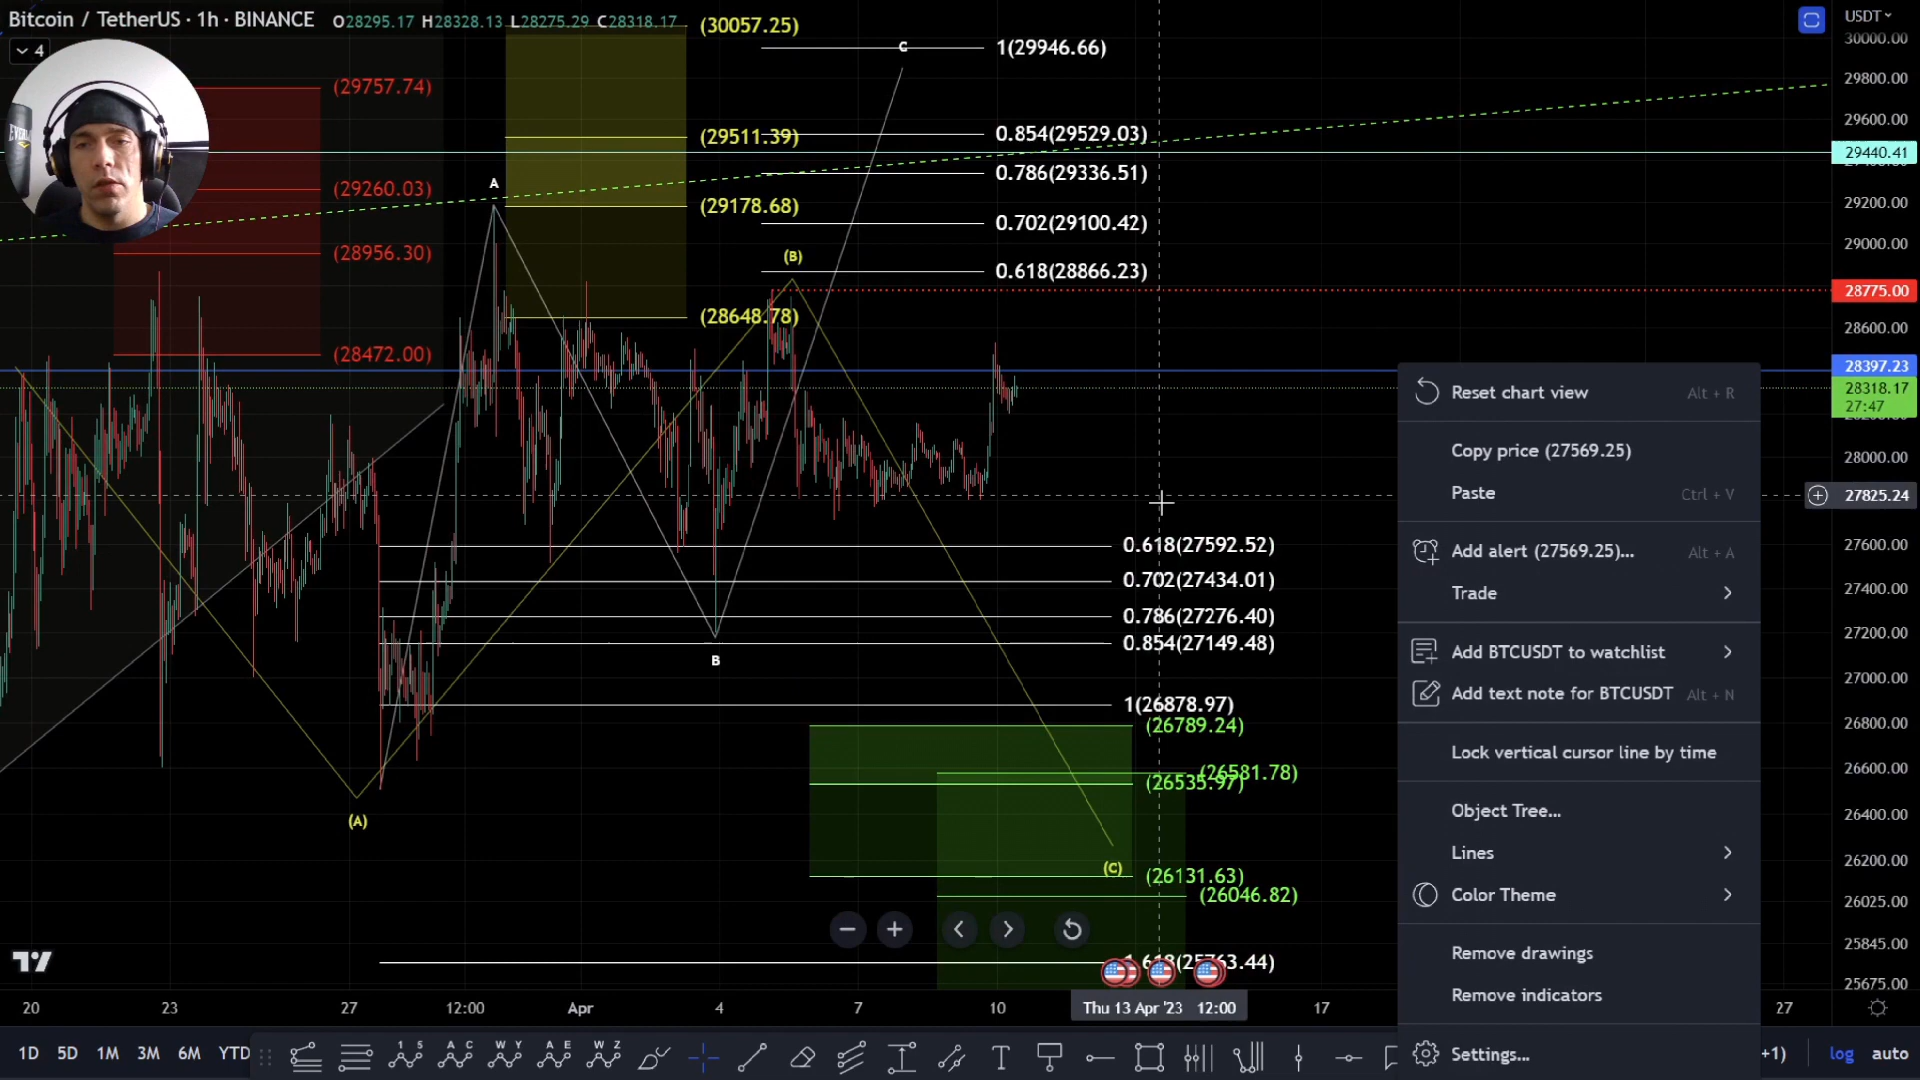 Bitcoin / TetherUS · 1h · BINANCE O28295.17 H28328.13 L28275.29 C28318.17
4
(30057.25)
C
1(29946.66)
(29757.74)
(29511.39)
0.854(29529.03)
0.786(29336.51)
A
(29260.03)
(29178.68)
0.702(29100.42)
(28956.30)
(B)
0.618(28866.23)
(28648.78)
(28472.00)
0.618(27592.52)
0.702(27434.01)
0.786(27276.40)
0.854(27149.48)
B
1(26878.97)
(26789.24)
(26581.78)
(26535.97)
(A)
(C)
(26131.63)
(26046.82)
1.618(25763.44)
USDT
30000.00
29800.00
29600.00
29440.41
29200.00
29000.00
28775.00
28600.00
28397.23
28318.17
27:47
28000.00
27825.24
27600.00
27400.00
27200.00
27000.00
26800.00
26600.00
26400.00
26200.00
26025.00
25845.00
25675.00
Reset chart view Alt + R
Copy price (27569.25)
Paste Ctrl + V
Add alert (27569.25)... Alt + A
Trade
Add BTCUSDT to watchlist
Add text note for BTCUSDT Alt + N
Lock vertical cursor line by time
Object Tree...
Lines
Color Theme
Remove drawings
Remove indicators
Settings...
20 23 27 12:00 Apr 4 7 10 Thu 13 Apr '23 12:00 17 27
1D 5D 1M 3M 6M YTD
1 5
A C
W Y
A E
W Z
T
+1) log auto